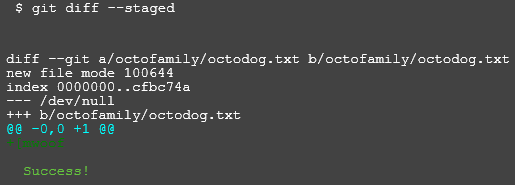 $ git diff --staged
diff --git a/octofamily/octodog.txt b/octofamily/octodog.txt
new file mode 100644
index 0000000..cfbc74a
--- /dev/null
+++ b/octofamily/octodog.txt
@@ -0,0 +1 @@
Success!